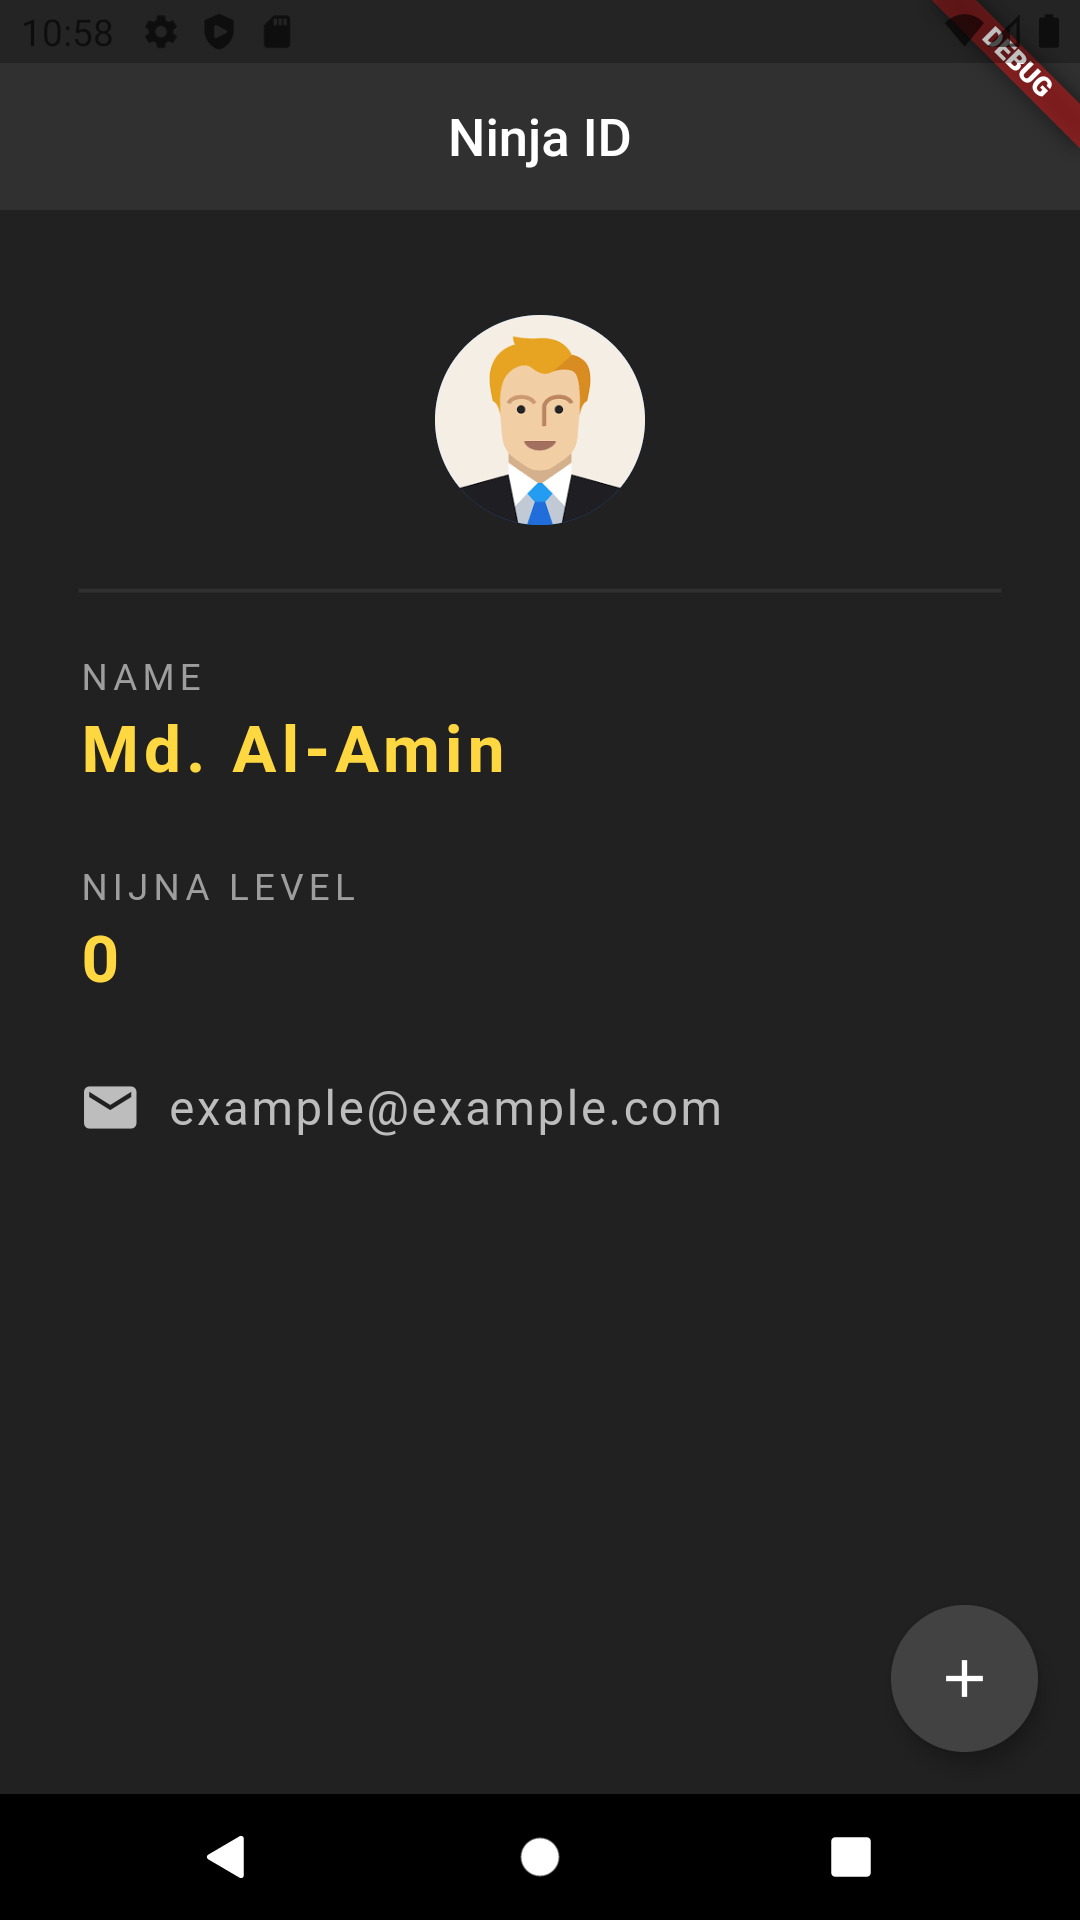 10:58
DEBUG
Ninja ID
NAME
Md. Al-Amin
NIJNA LEVEL
0
example@example.com